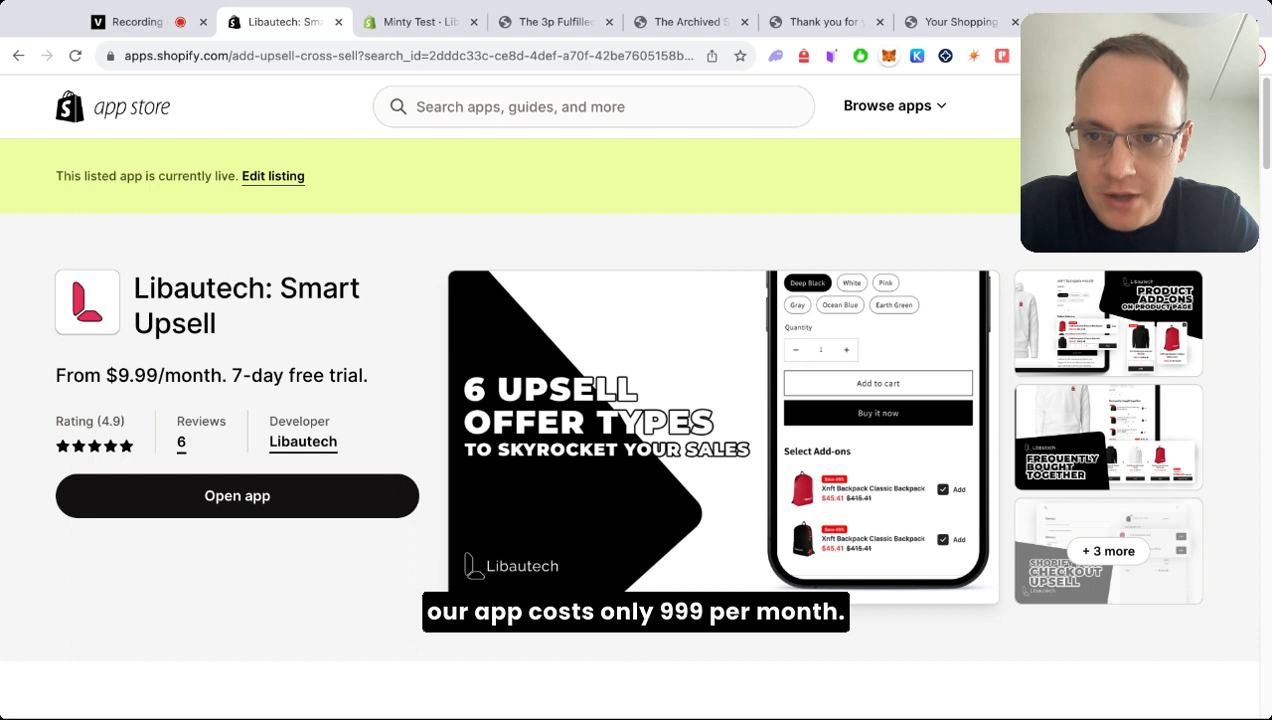 Recording
Libautech: Sma
Minty Test · Lib
The 3p Fulfille
The Archived S
Thank you for y
Your Shopping
apps.shopify.com/add-upsell-cross-sell?search_id=2dddc33c-ce8d-4def-a70f-42be7605158b...
app store
Search apps, guides, and more
Browse apps
This listed app is currently live. Edit listing
Libautech: Smart
Upsell
From $9.99/month. 7-day free trial.
Rating (4.9)
Reviews
6
Developer
Libautech
Open app
6 UPSELL
OFFER TYPES
TO SKYROCKET YOUR SALES
Libautech
Deep Black White Pink
Gray Ocean Blue Earth Green
Quantity
− 1 +
Add to cart
Buy it now
Select Add-ons
Save 49%
Xnft Backpack Classic Backpack
$45.41 $415.41
Add
Xnft Backpack Classic Backpack
$45.41 $415.41
Add
PRODUCT
ADD-ONS
ON PRODUCT PAGE
FREQUENTLY
BOUGHT
TOGETHER
+ 3 more
SHOPIFY
CHECKOUT
UPSELL
our app costs only 999 per month.